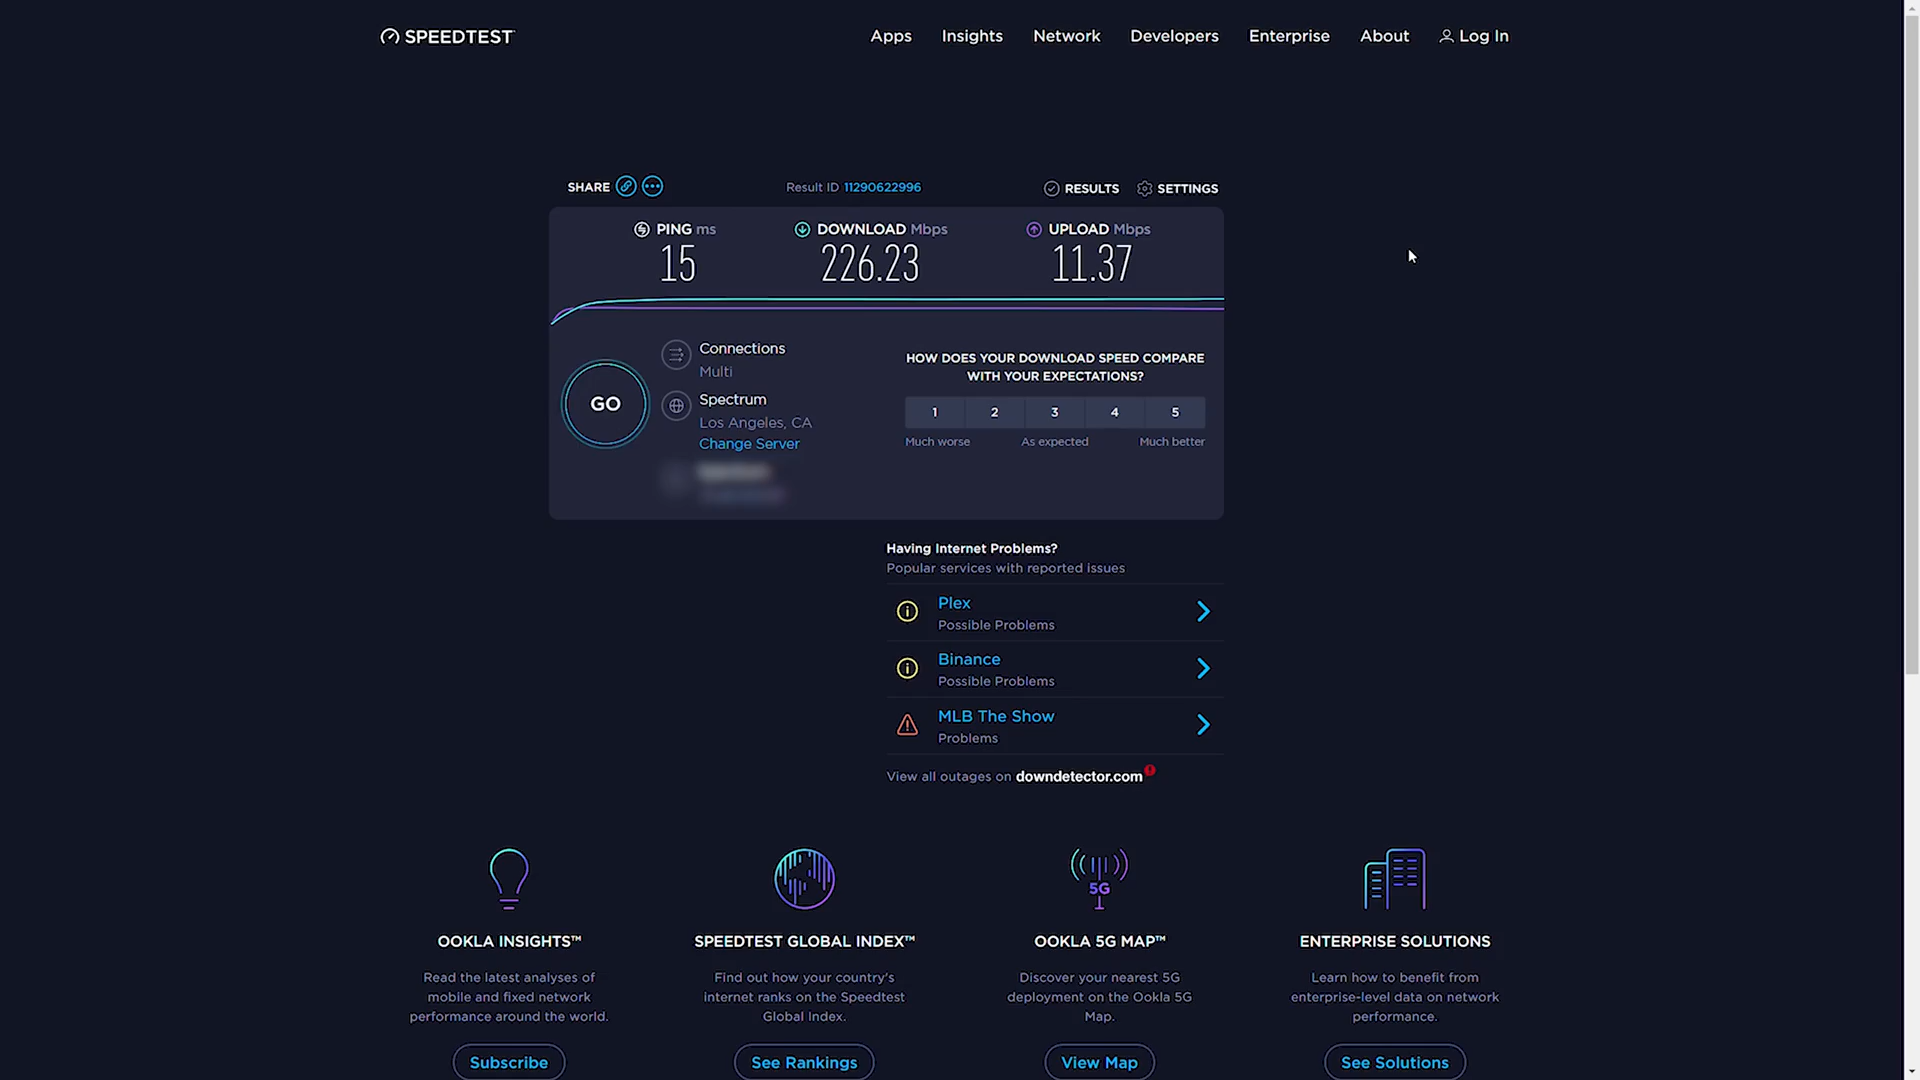 SPEEDTEST
Apps Insights Network Developers Enterprise About Log In
SHARE Result ID 11290622996 RESULTS SETTINGS
PING ms DOWNLOAD Mbps UPLOAD Mbps
15 226.23 11.37
GO
Connections
Multi
Spectrum
Los Angeles, CA
Change Server
HOW DOES YOUR DOWNLOAD SPEED COMPARE
WITH YOUR EXPECTATIONS?
1 2 3 4 5
Much worse As expected Much better
Having Internet Problems?
Popular services with reported issues
Plex
Possible Problems
Binance
Possible Problems
MLB The Show
Problems
View all outages on downdetector.com
5G
OOKLA INSIGHTS™
Read the latest analyses of
mobile and fixed network
performance around the world.
Subscribe
SPEEDTEST GLOBAL INDEX™
Find out how your country's
internet ranks on the Speedtest
Global Index.
See Rankings
OOKLA 5G MAP™
Discover your nearest 5G
deployment on the Ookla 5G
Map.
View Map
ENTERPRISE SOLUTIONS
Learn how to benefit from
enterprise-level data on network
performance.
See Solutions